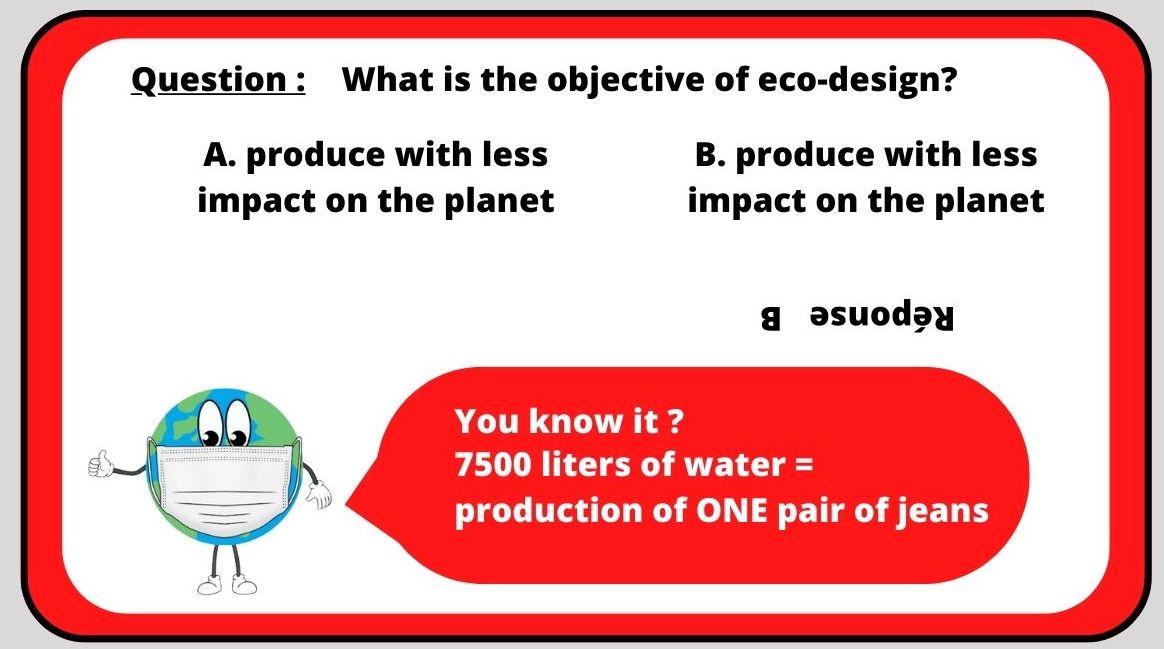 Question : What is the objective of eco-design?
A. produce with less
impact on the planet
B. produce with less
impact on the planet
Réponse B
You know it ?
7500 liters of water =
production of ONE pair of jeans